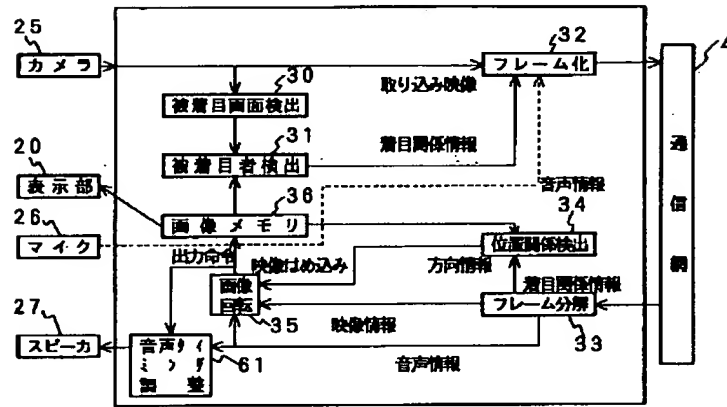 25
カメラ
30
被着目画面検出
31
被着目者検出
32
フレーム化
取り込み映像
着目関係情報
音声情報
4
通信網
20
表示部
26
マイク
36
画像メモリ
34
位置関係検出
出力命令
映像はめ込み
方向情報
着目関係情報
画像
回転
35
フレーム分解
33
映像情報
27
スピーカ
音声タイ
ミング
調整
61
音声情報